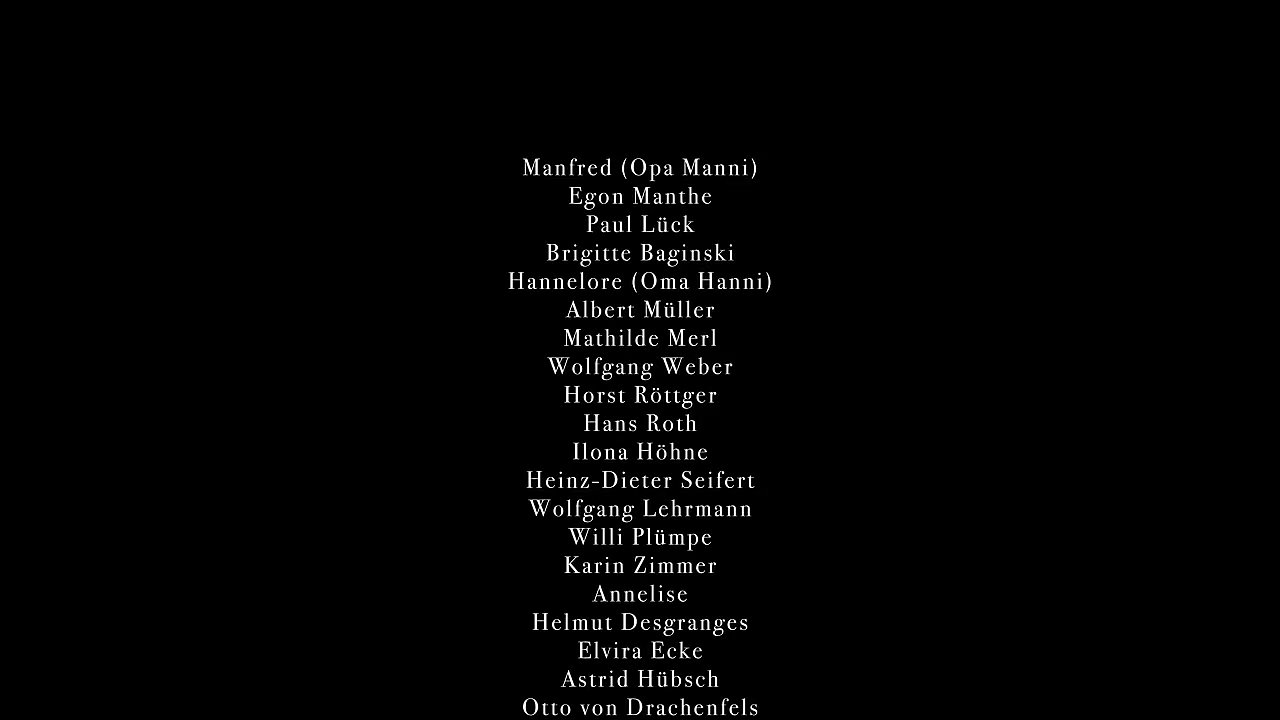 Manfred (Opa Manni)
Egon Manthe
Paul Lück
Brigitte Baginski
Hannelore (Oma Hanni)
Albert Müller
Mathilde Merl
Wolfgang Weber
Horst Röttger
Hans Roth
Ilona Höhne
Heinz-Dieter Seifert
Wolfgang Lehrmann
Willi Plümpe
Karin Zimmer
Annelise
Helmut Desgranges
Elvira Ecke
Astrid Hübsch
Otto von Drachenfels